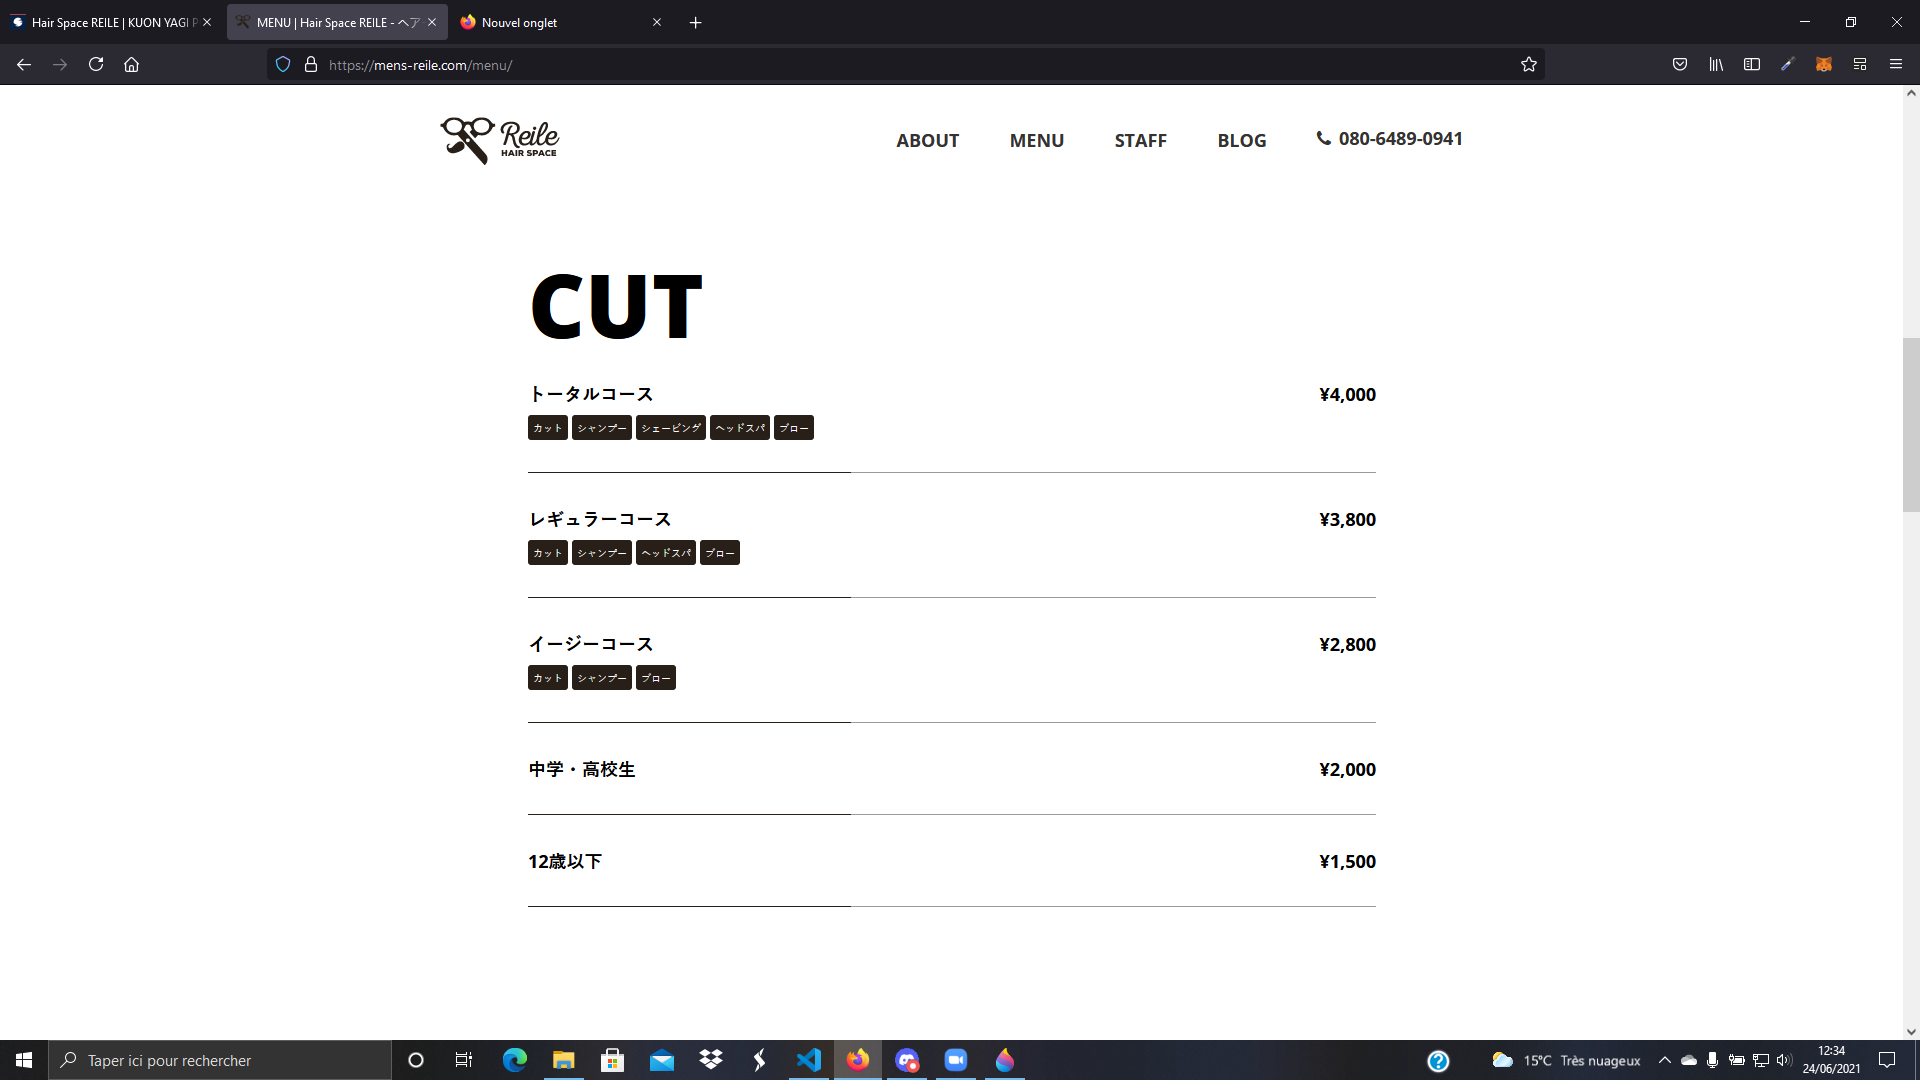 Hair Space REILE | KUON YAGI P
MENU | Hair Space REILE - ヘア
Nouvel onglet
https://mens-reile.com/menu/
Reile
HAIR SPACE
ABOUT MENU STAFF BLOG 080-6489-0941
CUT
トータルコース ¥4,000
カット シャンプー シェービング ヘッドスパ ブロー
レギュラーコース ¥3,800
カット シャンプー ヘッドスパ ブロー
イージーコース ¥2,800
カット シャンプー ブロー
中学・高校生 ¥2,000
12歳以下 ¥1,500
Taper ici pour rechercher
15°C Très nuageux
12:34
24/06/2021